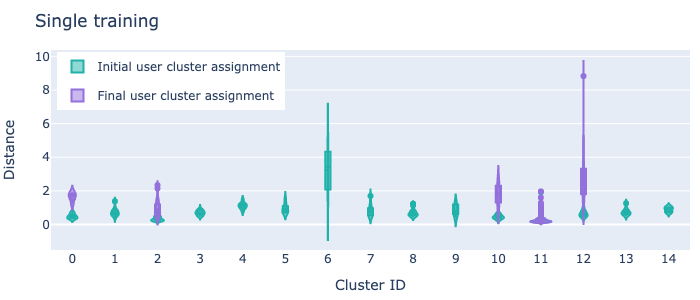 Single training
Initial user cluster assignment
Final user cluster assignment
10
8
6
4
2
0
Distance
0 1 2 3 4 5 6 7 8 9 10 11 12 13 14
Cluster ID